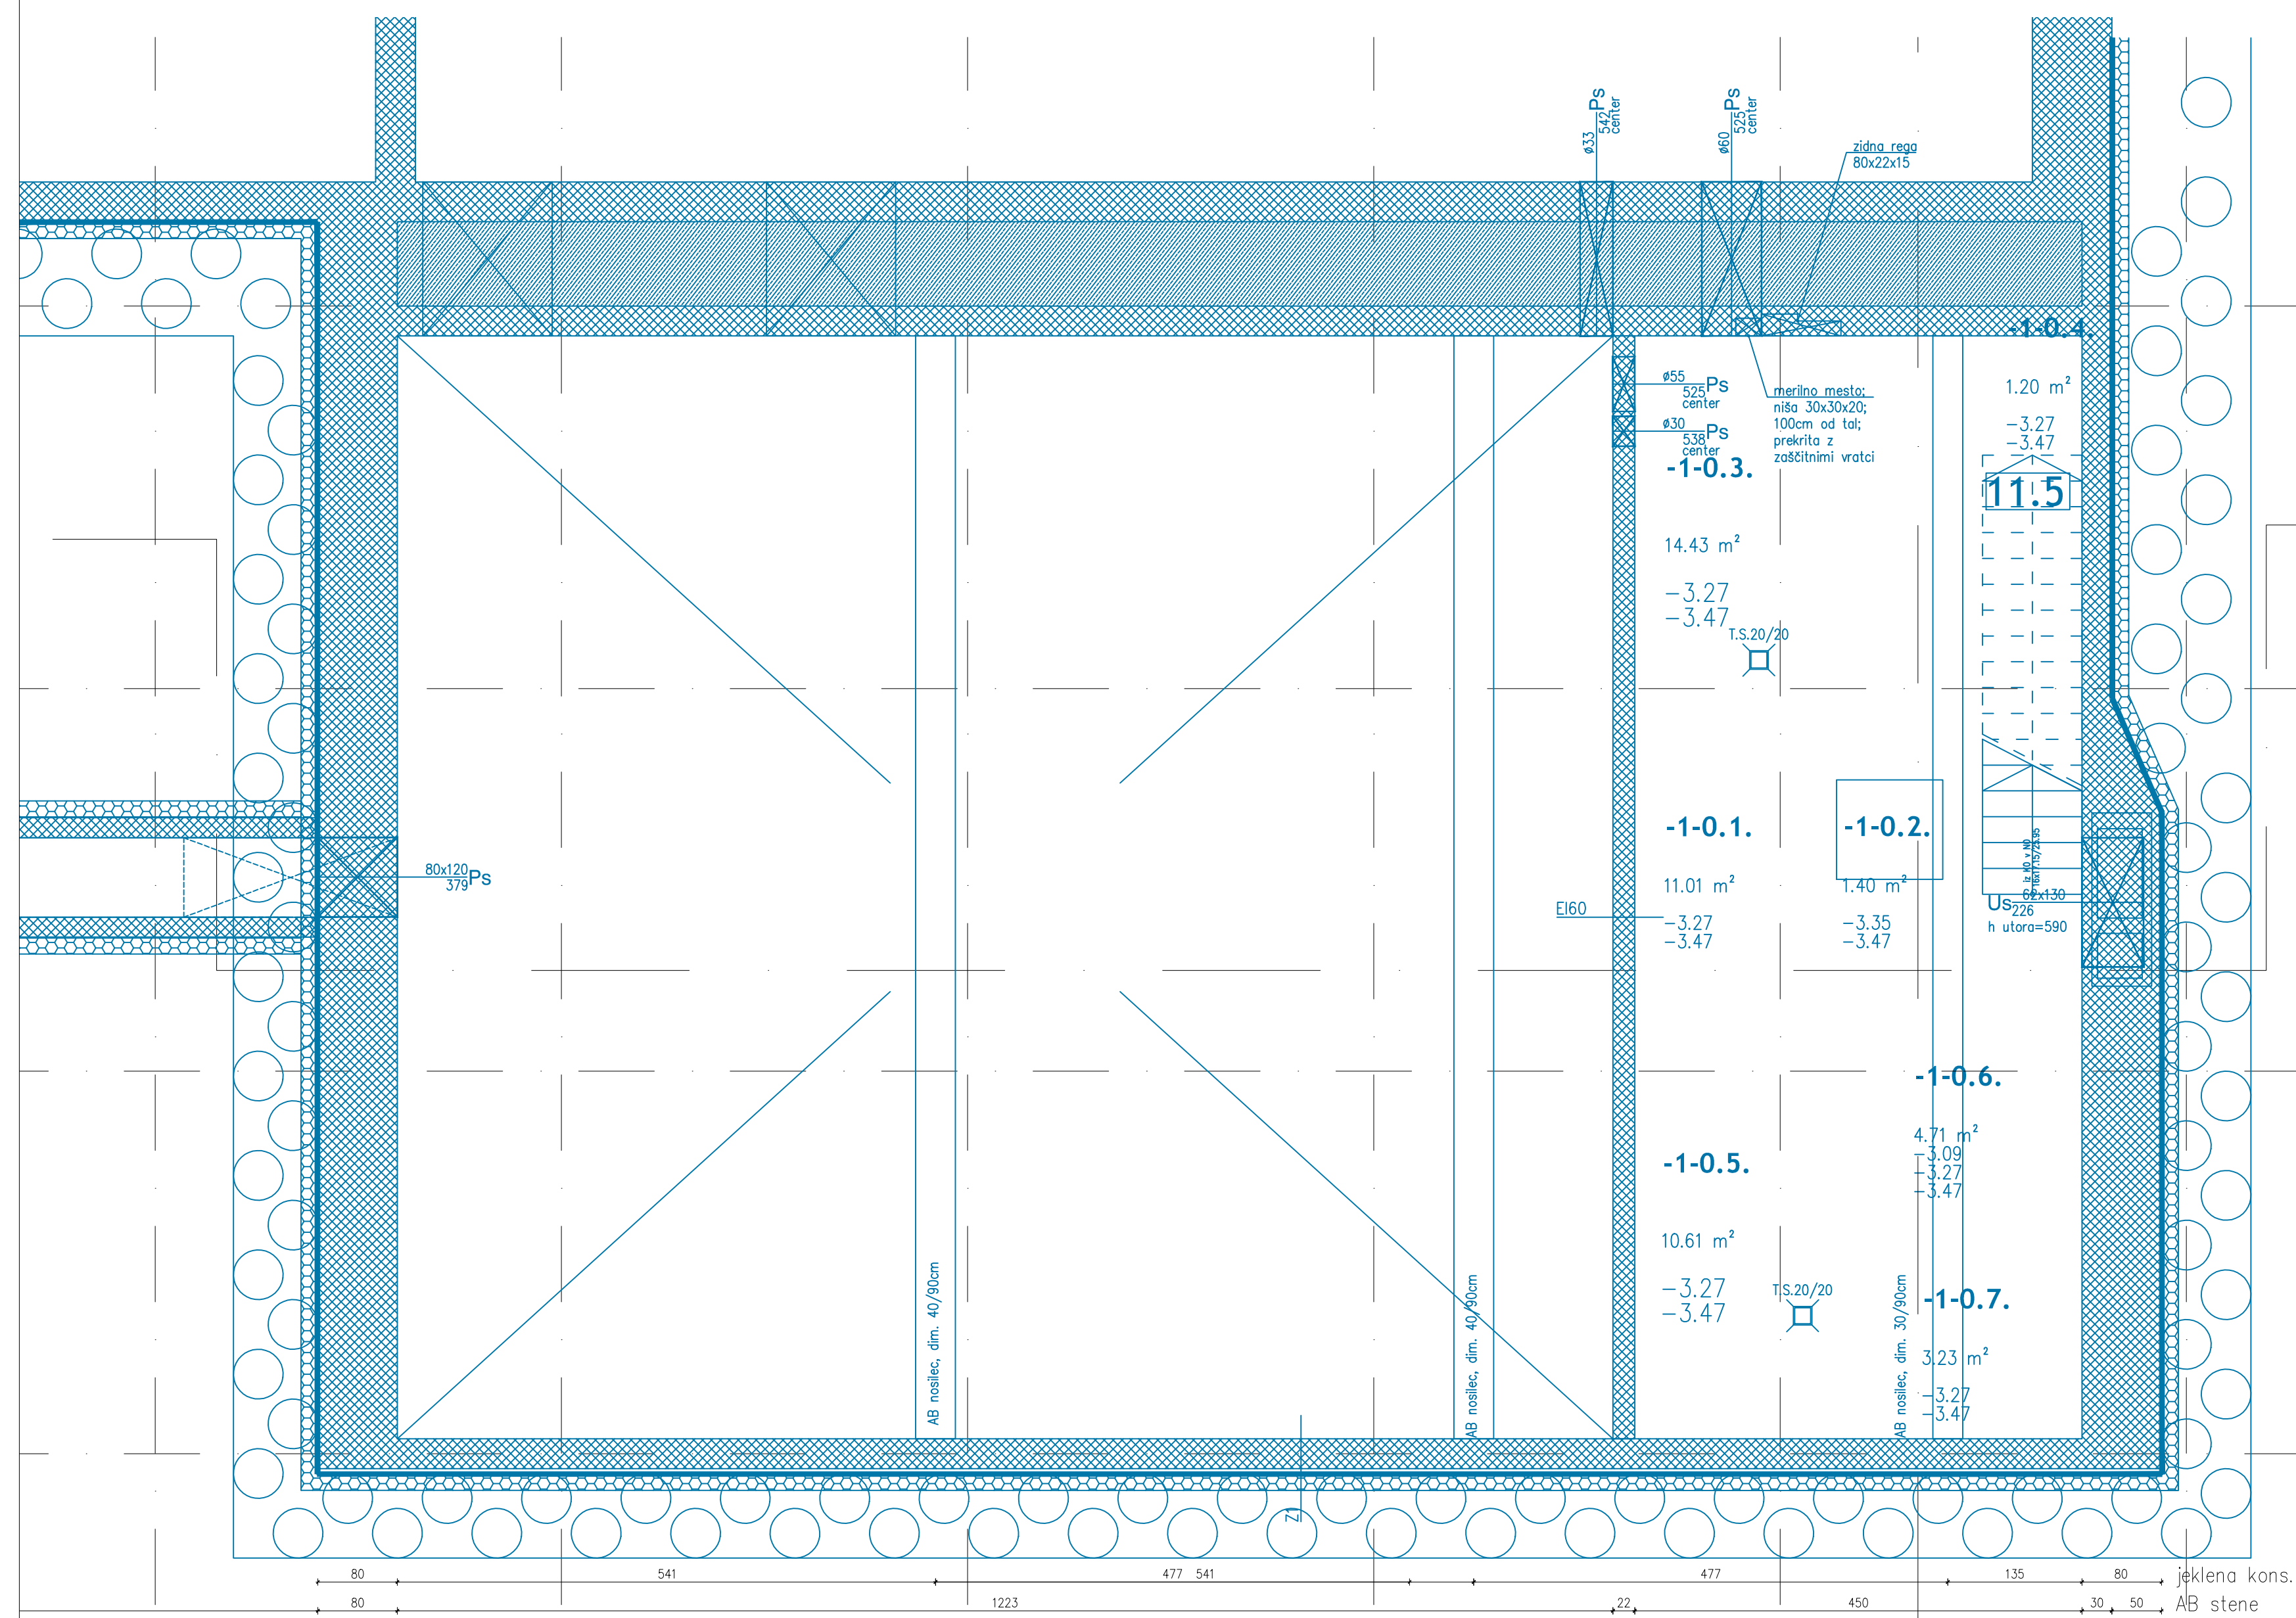 ø33
542
Ps
center
ø60
525
Ps
center
zidna rega
80x22x15
-1-0.4.
1.20 m²
-3.27
-3.47
11.5
ø55
525
Ps
center
ø30
538
Ps
center
merilno mesto;
niša 30x30x20;
100cm od tal;
prekrita z
zaščitnimi vratci
-1-0.3.
14.43 m²
-3.27
-3.47
T.S.20/20
-1-0.1.
11.01 m²
-3.27
-3.47
EI60
-1-0.2.
1.40 m²
-3.35
-3.47
iz KO v NO
16x17.15/25.95
62x130
Us
226
h utora=590
80x120
379
Ps
-1-0.6.
4.71 m²
-3.09
-3.27
-3.47
-1-0.5.
10.61 m²
-3.27
-3.47
T.S.20/20
-1-0.7.
3.23 m²
-3.27
-3.47
AB nosilec, dim. 40/90cm
AB nosilec, dim. 40/90cm
AB nosilec, dim. 30/90cm
Z1
80 541 477 541 477 135 80 jeklena kons.
80 1223 22 450 30 50 AB stene